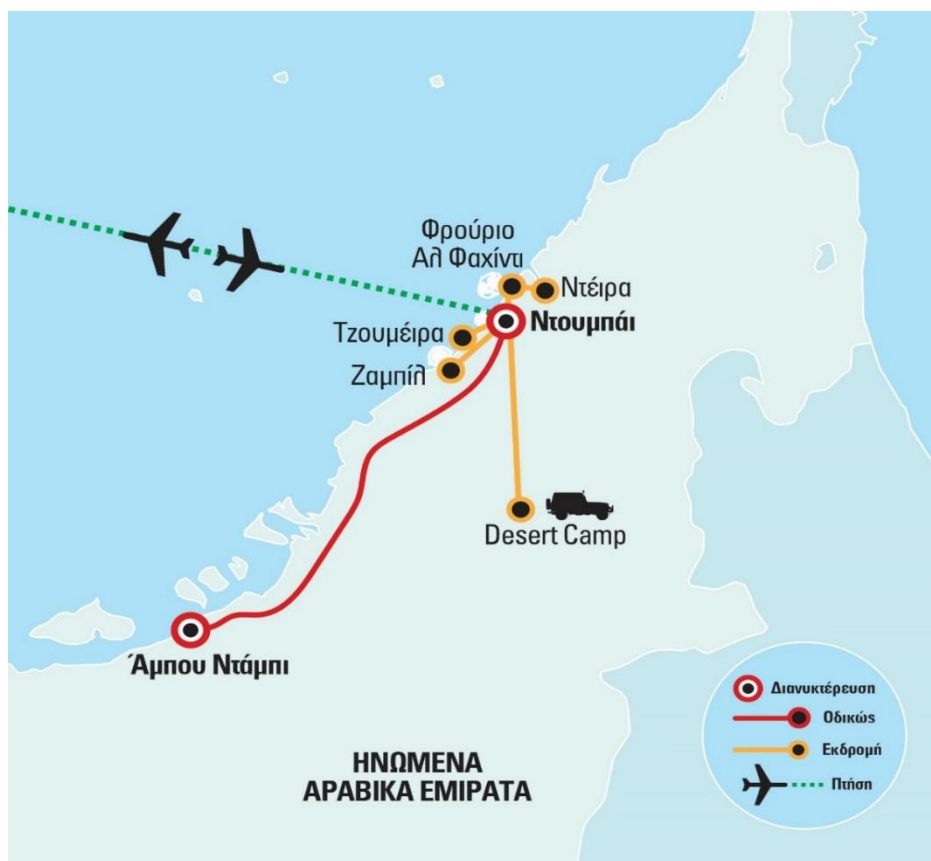 Φρούριο
Αλ Φαχίντι
Ντέιρα
Ντουμπάι
Τζουμέιρα
Ζαμπίλ
Desert Camp
Άμπου Ντάμπι
ΗΝΩΜΕΝΑ
ΑΡΑΒΙΚΑ ΕΜΙΡΑΤΑ
Διανυκτέρευση
Οδικώς
Εκδρομή
Πτήση